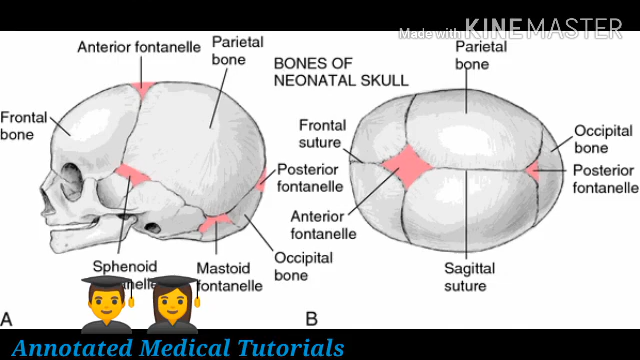 Made with KINEMASTER
Anterior fontanelle
Parietal
bone
BONES OF
NEONATAL SKULL
Frontal
bone
Posterior
fontanelle
Occipital
bone
Sphenoid
Mastoid
fontanelle
A
Parietal
bone
Frontal
suture
Occipital
bone
Posterior
fontanelle
Anterior
fontanelle
Sagittal
suture
B
Annotated Medical Tutorials